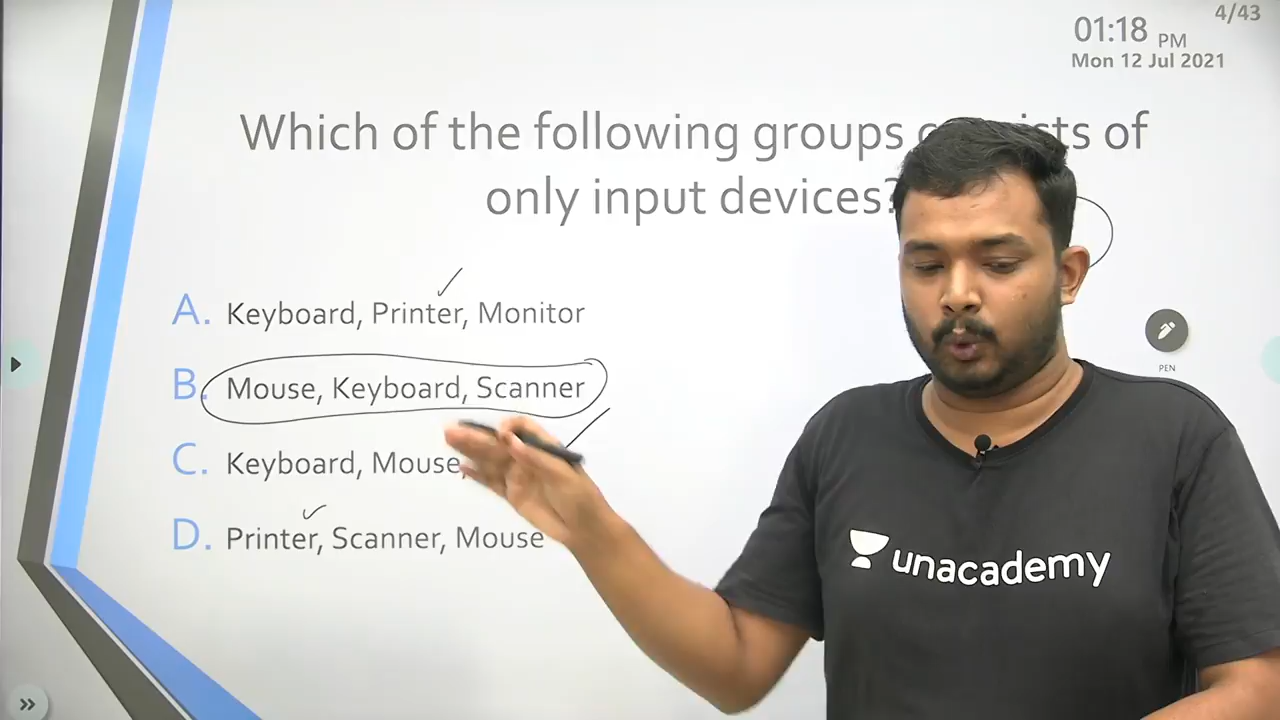 4/43
01:18 PM
Mon 12 Jul 2021
Which of the following groups of
only input devices?
A. Keyboard, Printer, Monitor
B. Mouse, Keyboard, Scanner
C. Keyboard, Mouse,
D. Printer, Scanner, Mouse
PEN
unacademy